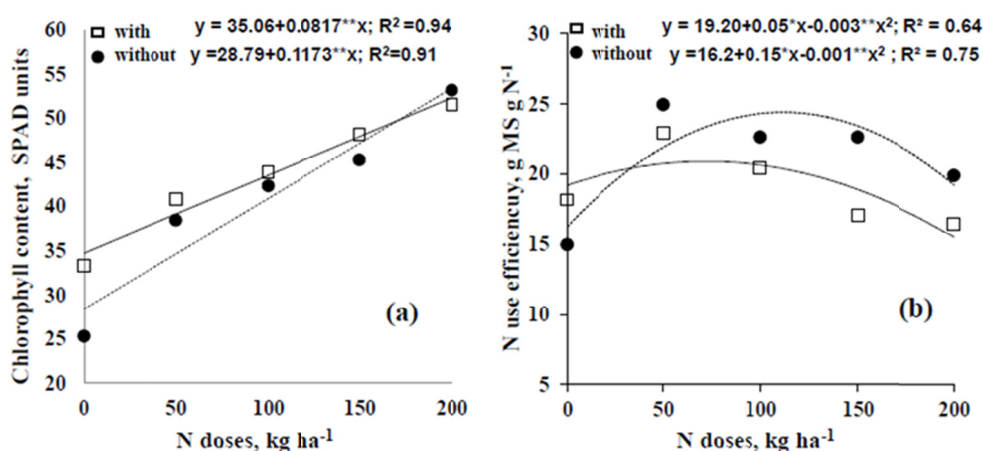 y = 35.06+0.0817**x; R²=0.94
with
without y =28.79+0.1173**x; R²=0.91
60
55
50
45
40
35
30
25
20
Chlorophyll content, SPAD units
(a)
0 50 100 150 200
N doses, kg ha⁻¹
y = 19.20+0.05*x-0.003**x²; R² = 0.64
with
without y =16.2+0.15*x-0.001**x² ; R² = 0.75
30
25
20
15
10
5
N use efficiencuy, g MS g N⁻¹
(b)
0 50 100 150 200
N doses, kg ha⁻¹